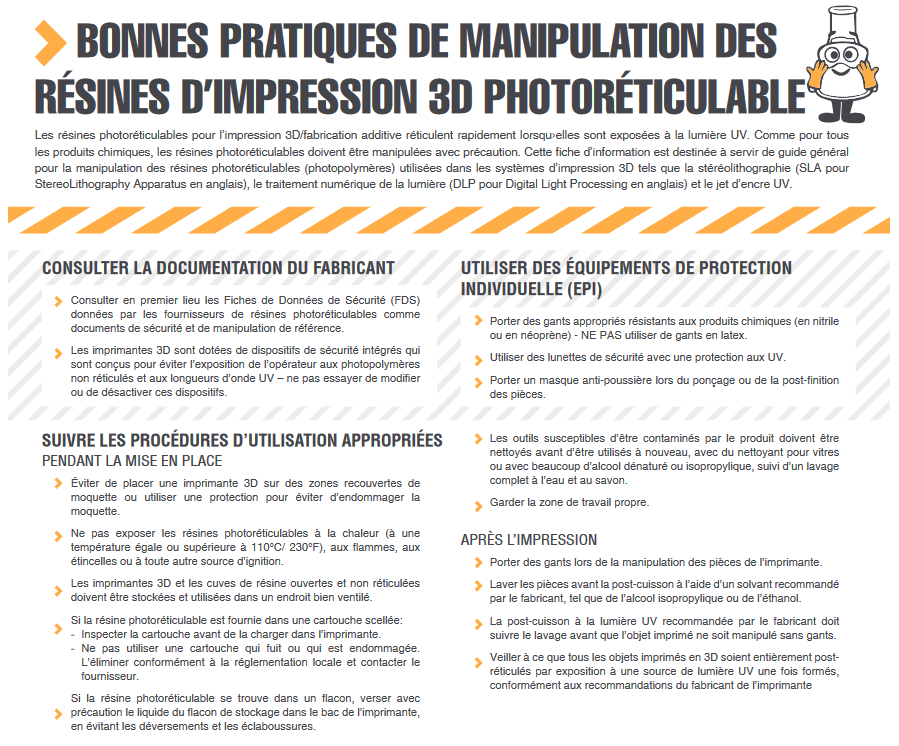 BONNES PRATIQUES DE MANIPULATION DES
RÉSINES D'IMPRESSION 3D PHOTORÉTICULABLE
Les résines photoréticulables pour l'impression 3D/fabrication additive réticulent rapidement lorsqu›elles sont exposées à la lumière UV. Comme pour tous
les produits chimiques, les résines photoréticulables doivent être manipulées avec précaution. Cette fiche d'information est destinée à servir de guide général
pour la manipulation des résines photoréticulables (photopolymères) utilisées dans les systèmes d'impression 3D tels que la stéréolithographie (SLA pour
StereoLithography Apparatus en anglais), le traitement numérique de la lumière (DLP pour Digital Light Processing en anglais) et le jet d'encre UV.
CONSULTER LA DOCUMENTATION DU FABRICANT
Consulter en premier lieu les Fiches de Données de Sécurité (FDS)
données par les fournisseurs de résines photoréticulables comme
documents de sécurité et de manipulation de référence.
Les imprimantes 3D sont dotées de dispositifs de sécurité intégrés qui
sont conçus pour éviter l'exposition de l'opérateur aux photopolymères
non réticulés et aux longueurs d'onde UV – ne pas essayer de modifier
ou de désactiver ces dispositifs.
UTILISER DES ÉQUIPEMENTS DE PROTECTION
INDIVIDUELLE (EPI)
Porter des gants appropriés résistants aux produits chimiques (en nitrile
ou en néoprène) - NE PAS utiliser de gants en latex.
Utiliser des lunettes de sécurité avec une protection aux UV.
Porter un masque anti-poussière lors du ponçage ou de la post-finition
des pièces.
SUIVRE LES PROCÉDURES D'UTILISATION APPROPRIÉES
PENDANT LA MISE EN PLACE
Éviter de placer une imprimante 3D sur des zones recouvertes de
moquette ou utiliser une protection pour éviter d'endommager la
moquette.
Ne pas exposer les résines photoréticulables à la chaleur (à une
température égale ou supérieure à 110°C/ 230°F), aux flammes, aux
étincelles ou à toute autre source d'ignition.
Les imprimantes 3D et les cuves de résine ouvertes et non réticulées
doivent être stockées et utilisées dans un endroit bien ventilé.
Si la résine photoréticulable est fournie dans une cartouche scellée:
- Inspecter la cartouche avant de la charger dans l'imprimante.
- Ne pas utiliser une cartouche qui fuit ou qui est endommagée.
L'éliminer conformément à la réglementation locale et contacter le
fournisseur.
Si la résine photoréticulable se trouve dans un flacon, verser avec
précaution le liquide du flacon de stockage dans le bac de l'imprimante,
en évitant les déversements et les éclaboussures.
Les outils susceptibles d'être contaminés par le produit doivent être
nettoyés avant d'être utilisés à nouveau, avec du nettoyant pour vitres
ou avec beaucoup d'alcool dénaturé ou isopropylique, suivi d'un lavage
complet à l'eau et au savon.
Garder la zone de travail propre.
APRÈS L'IMPRESSION
Porter des gants lors de la manipulation des pièces de l'imprimante.
Laver les pièces avant la post-cuisson à l'aide d'un solvant recommandé
par le fabricant, tel que de l'alcool isopropylique ou de l'éthanol.
La post-cuisson à la lumière UV recommandée par le fabricant doit
suivre le lavage avant que l'objet imprimé ne soit manipulé sans gants.
Veiller à ce que tous les objets imprimés en 3D soient entièrement post-
réticulés par exposition à une source de lumière UV une fois formés,
conformément aux recommandations du fabricant de l'imprimante